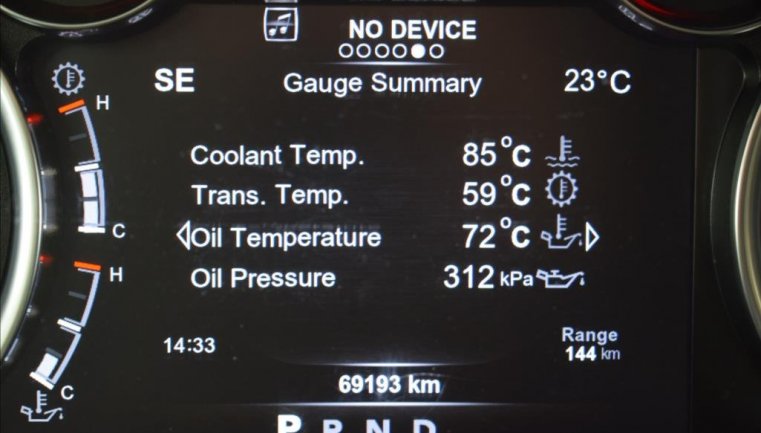 NO DEVICE
SE Gauge Summary 23°C
H
Coolant Temp. 85°C
Trans. Temp. 59°C
C
Oil Temperature 72°C
H
Oil Pressure 312 kPa
14:33
Range
144 km
C
69193 km
P R N D